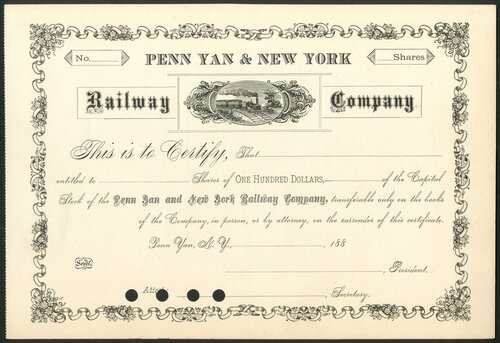 No.
PENN YAN & NEW YORK
Shares
Railway Company
This is to Certify, That
entitled to Shares of ONE HUNDRED DOLLARS, of the Capital
Stock of the Penn Yan and New York Railway Company, transferable only on the books
of the Company, in person, or by attorney, on the surrender of this certificate.
Penn Yan, N.Y., , 188
Seal.
, President.
Attest
, Secretary.